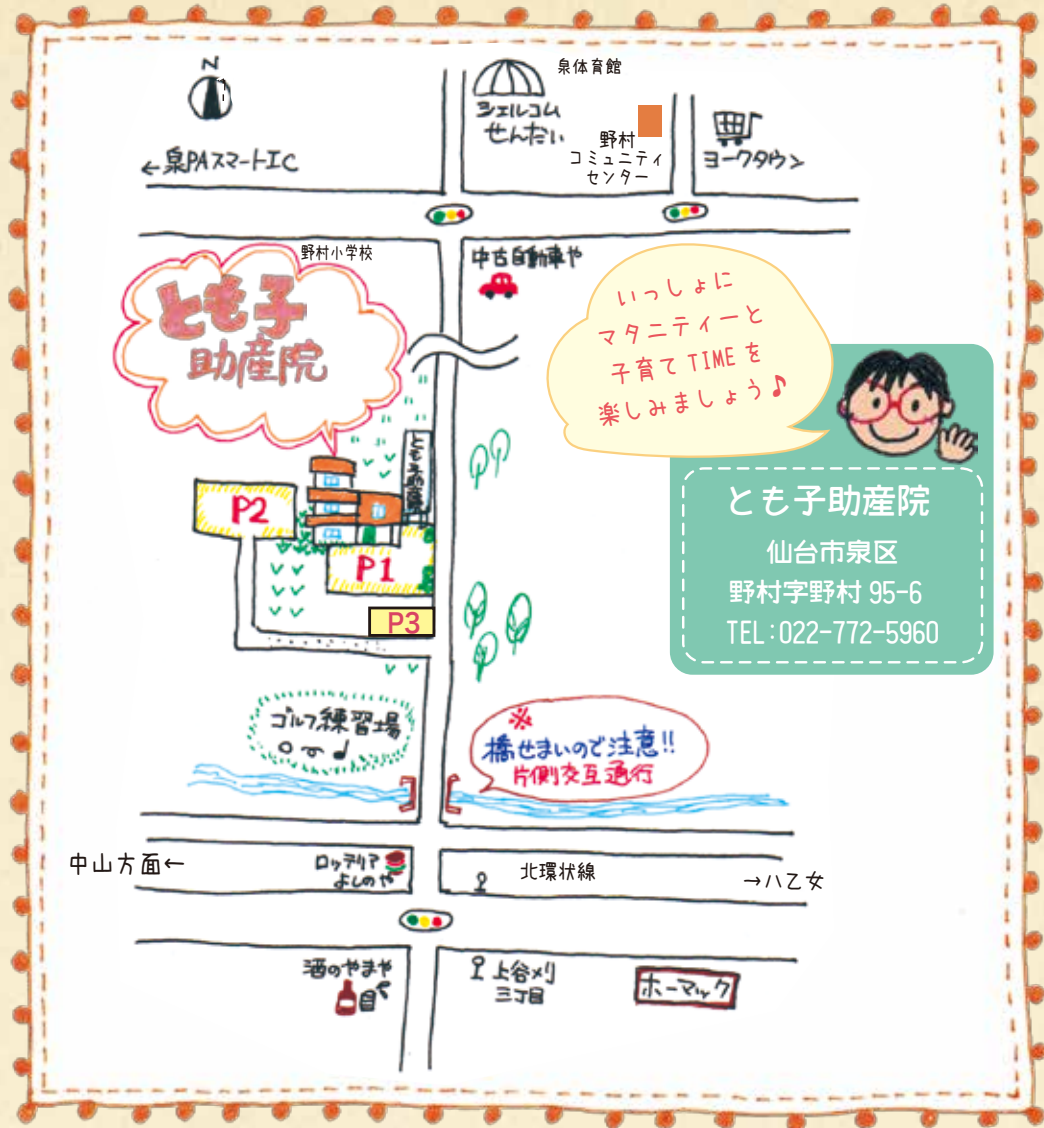 N
泉体育館
シェルコム
せんだい
野村
コミュニティ
センター
ヨークタウン
←泉PAスマートIC
野村小学校
中古自動車や
とも子
助産院
いっしょに
マタニティーと
子育てTIMEを
楽しみましょう♪
とも子助産院
P2
P1
P3
とも子助産院
仙台市泉区
野村字野村 95-6
TEL:022-772-5960
ゴルフ練習場
※
橋せまいので注意!!
片側交互通行
中山方面←
ロッテリア
よしのや
北環状線
→八乙女
酒のやまや
上谷刈
三丁目
ホーマック